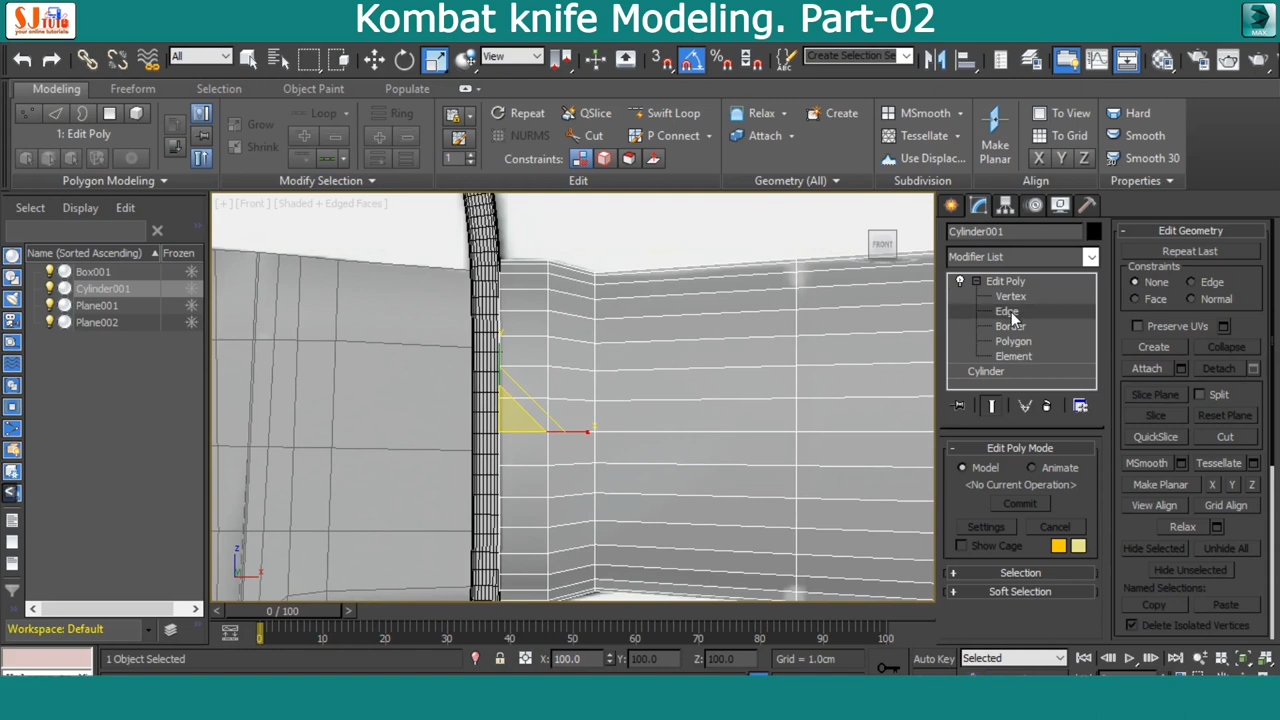 SJ TUTO
your online tutorials
Kombat knife Modeling. Part-02
MAX
All
View
Create Selection Se
Modeling
Freeform
Selection
Object Paint
Populate
1: Edit Poly
Grow
Shrink
Loop
Ring
1
Repeat
QSlice
Swift Loop
NURMS
Cut
P Connect
Constraints:
Relax
Create
Attach
MSmooth
Tessellate
Use Displac...
Make
Planar
To View
To Grid
X Y Z
Hard
Smooth
Smooth 30
Polygon Modeling
Modify Selection
Edit
Geometry (All)
Subdivision
Align
Properties
Select
Display
Edit
Name (Sorted Ascending)
Frozen
Box001
Cylinder001
Plane001
Plane002
[+] [Front] [Shaded + Edged Faces]
FRONT
z
x
Cylinder001
Modifier List
Edit Poly
Vertex
Edge
Border
Polygon
Element
Cylinder
Edit Poly Mode
Model
Animate
<No Current Operation>
Commit
Settings
Cancel
Show Cage
Selection
Soft Selection
Edit Geometry
Repeat Last
Constraints
None
Edge
Face
Normal
Preserve UVs
Create
Collapse
Attach
Detach
Slice Plane
Split
Slice
Reset Plane
QuickSlice
Cut
MSmooth
Tessellate
Make Planar
X Y Z
View Align
Grid Align
Relax
Hide Selected
Unhide All
Hide Unselected
Named Selections:
Copy
Paste
Delete Isolated Vertices
0 / 100
Workspace: Default
0 10 20 30 40 50 60 70 80 90 100
1 Object Selected
X: 100.0
Y: 100.0
Z: 100.0
Grid = 1.0cm
Auto Key
Selected